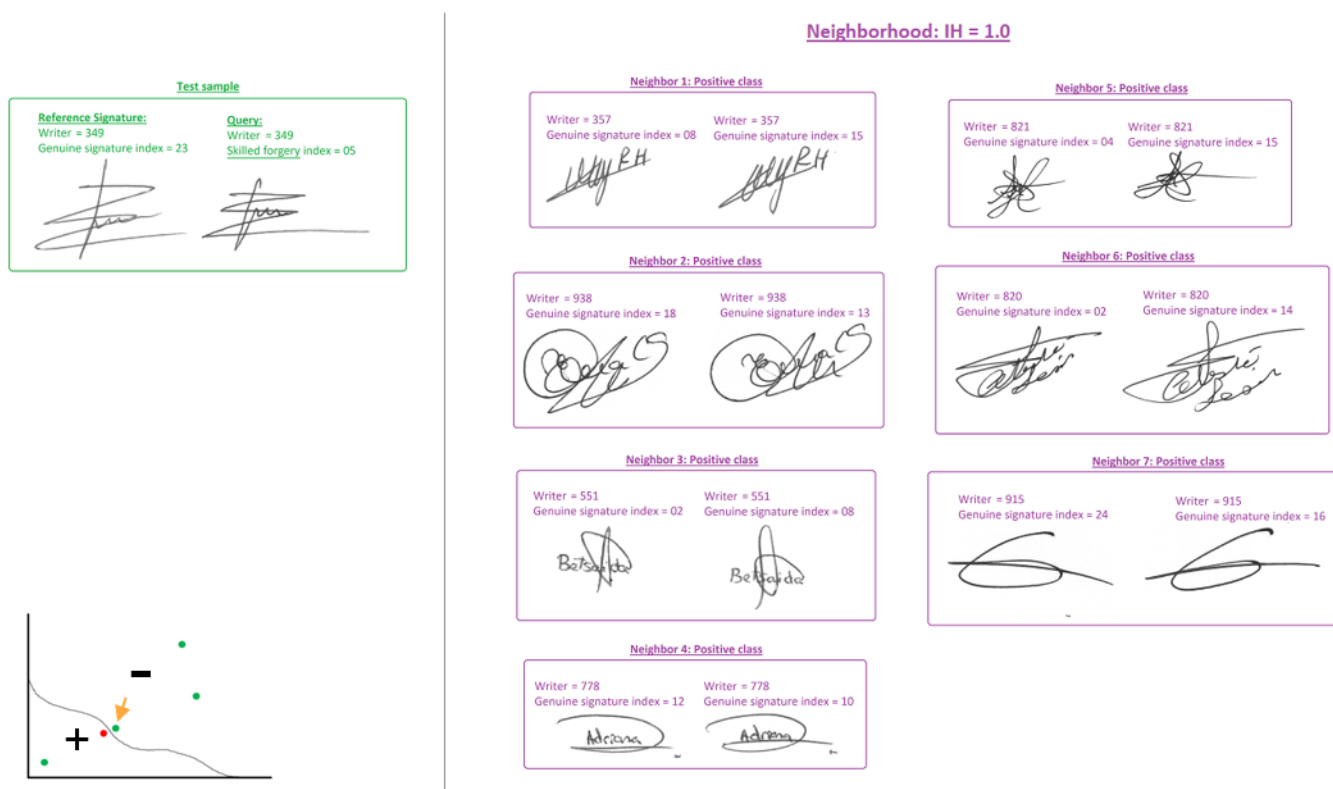 Neighborhood: IH = 1.0
Test sample
Reference Signature:
Writer = 349
Genuine signature index = 23
Query:
Writer = 349
Skilled forgery index = 05
Neighbor 1: Positive class
Writer = 357
Genuine signature index = 08
Writer = 357
Genuine signature index = 15
Neighbor 2: Positive class
Writer = 938
Genuine signature index = 18
Writer = 938
Genuine signature index = 13
Neighbor 3: Positive class
Writer = 551
Genuine signature index = 02
Betsaida
Writer = 551
Genuine signature index = 08
Betsaida
Neighbor 4: Positive class
Writer = 778
Genuine signature index = 12
Adriana
Writer = 778
Genuine signature index = 10
Adriana
Neighbor 5: Positive class
Writer = 821
Genuine signature index = 04
Writer = 821
Genuine signature index = 15
Neighbor 6: Positive class
Writer = 820
Genuine signature index = 02
Writer = 820
Genuine signature index = 14
Neighbor 7: Positive class
Writer = 915
Genuine signature index = 24
Writer = 915
Genuine signature index = 16
−
+